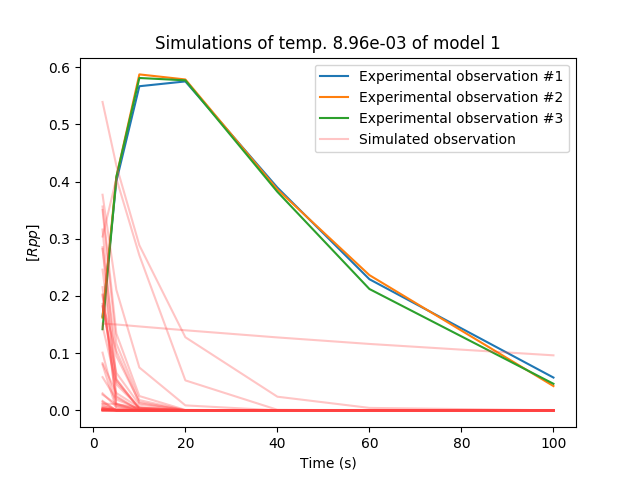 Simulations of temp. 8.96e-03 of model 1
Experimental observation #1
Experimental observation #2
Experimental observation #3
Simulated observation
[Rpp]
0.6
0.5
0.4
0.3
0.2
0.1
0.0
0 20 40 60 80 100
Time (s)